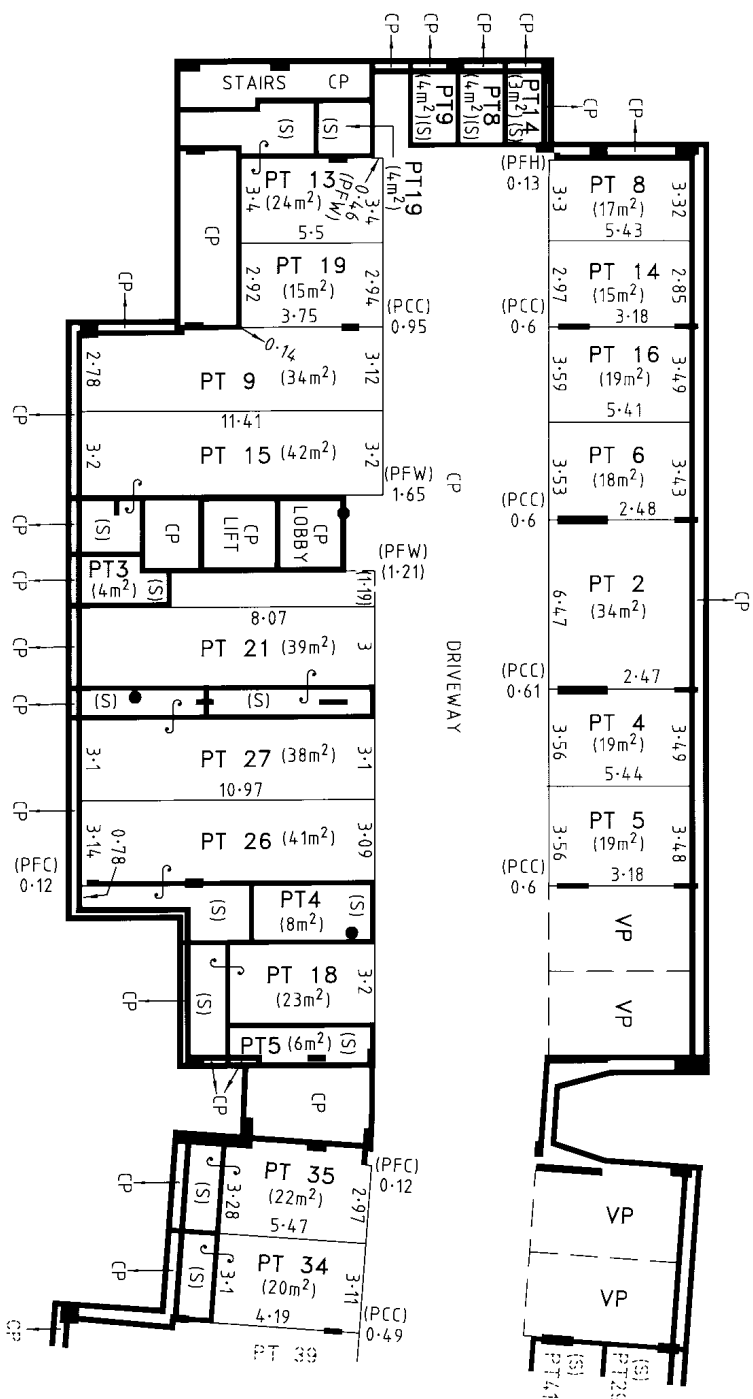 CP
CP
CP
CP
STAIRS CP
PT9
(4m²)(S)
PT8
(4m²)(S)
PT14
(3m²)(S)
CP
CP
(S)
(S)
PT19
(4m²)
(PFH)
0·13
PT 13
(24m²)
3·4
3·4
5·5
0·46
(PFW)
PT 8
(17m²)
3·3
3·32
5·43
CP
CP
PT 19
(15m²)
2·92
2·94
3·75
(PCC)
0·95
PT 14
(15m²)
2·97
2·85
3·18
(PCC)
0·6
0·14
2·78
PT 9 (34m²)
3·12
11·41
PT 16
(19m²)
3·59
3·49
5·41
CP
3·2
PT 15 (42m²)
3·2
(PFW)
1·65
CP
PT 6
(18m²)
3·53
3·43
2·48
(PCC)
0·6
CP
(S)
CP
CP
LIFT
CP
LOBBY
(PFW)
(1·21)
CP
PT3
(4m²)
(S)
(1·19)
8·07
CP
PT 21 (39m²)
3
DRIVEWAY
PT 2
(34m²)
6·47
CP
2·47
(PCC)
0·61
CP
(S)
(S)
3·1
PT 27 (38m²)
3·1
10·97
PT 4
(19m²)
3·56
3·49
5·44
CP
3·14
0·78
PT 26 (41m²)
3·09
(PFC)
0·12
PT 5
(19m²)
3·56
3·48
3·18
(PCC)
0·6
(S)
PT4
(8m²)
(S)
VP
CP
(S)
PT 18
(23m²)
3·2
VP
PT5 (6m²)
(S)
CP
CP
CP
(S)
PT 35
(22m²)
3·28
2·97
5·47
(PFC)
0·12
VP
CP
(S)
PT 34
(20m²)
3·1
3·11
4·19
(PCC)
0·49
VP
CP
PT 39
(S)
PT41
(S)